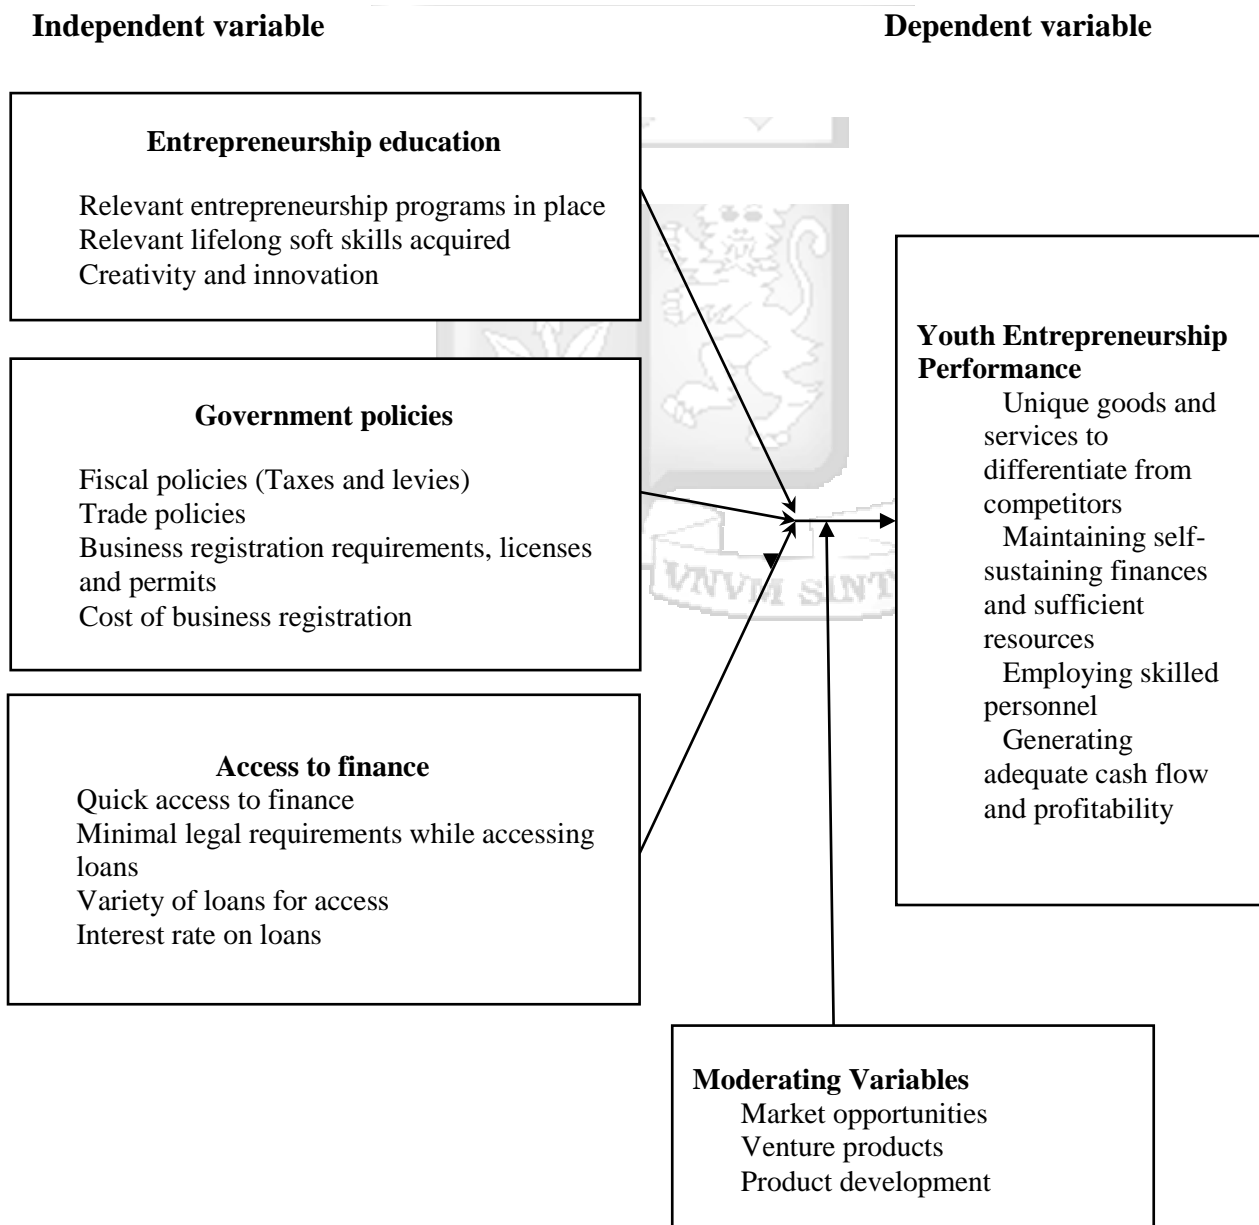 Independent variable
Dependent variable
Entrepreneurship education
Relevant entrepreneurship programs in place
Relevant lifelong soft skills acquired
Creativity and innovation
Government policies
Fiscal policies (Taxes and levies)
Trade policies
Business registration requirements, licenses
and permits
Cost of business registration
Access to finance
Quick access to finance
Minimal legal requirements while accessing
loans
Variety of loans for access
Interest rate on loans
Youth Entrepreneurship
Performance
Unique goods and
services to
differentiate from
competitors
Maintaining self-
sustaining finances
and sufficient
resources
Employing skilled
personnel
Generating
adequate cash flow
and profitability
VNVM SINT
Moderating Variables
Market opportunities
Venture products
Product development